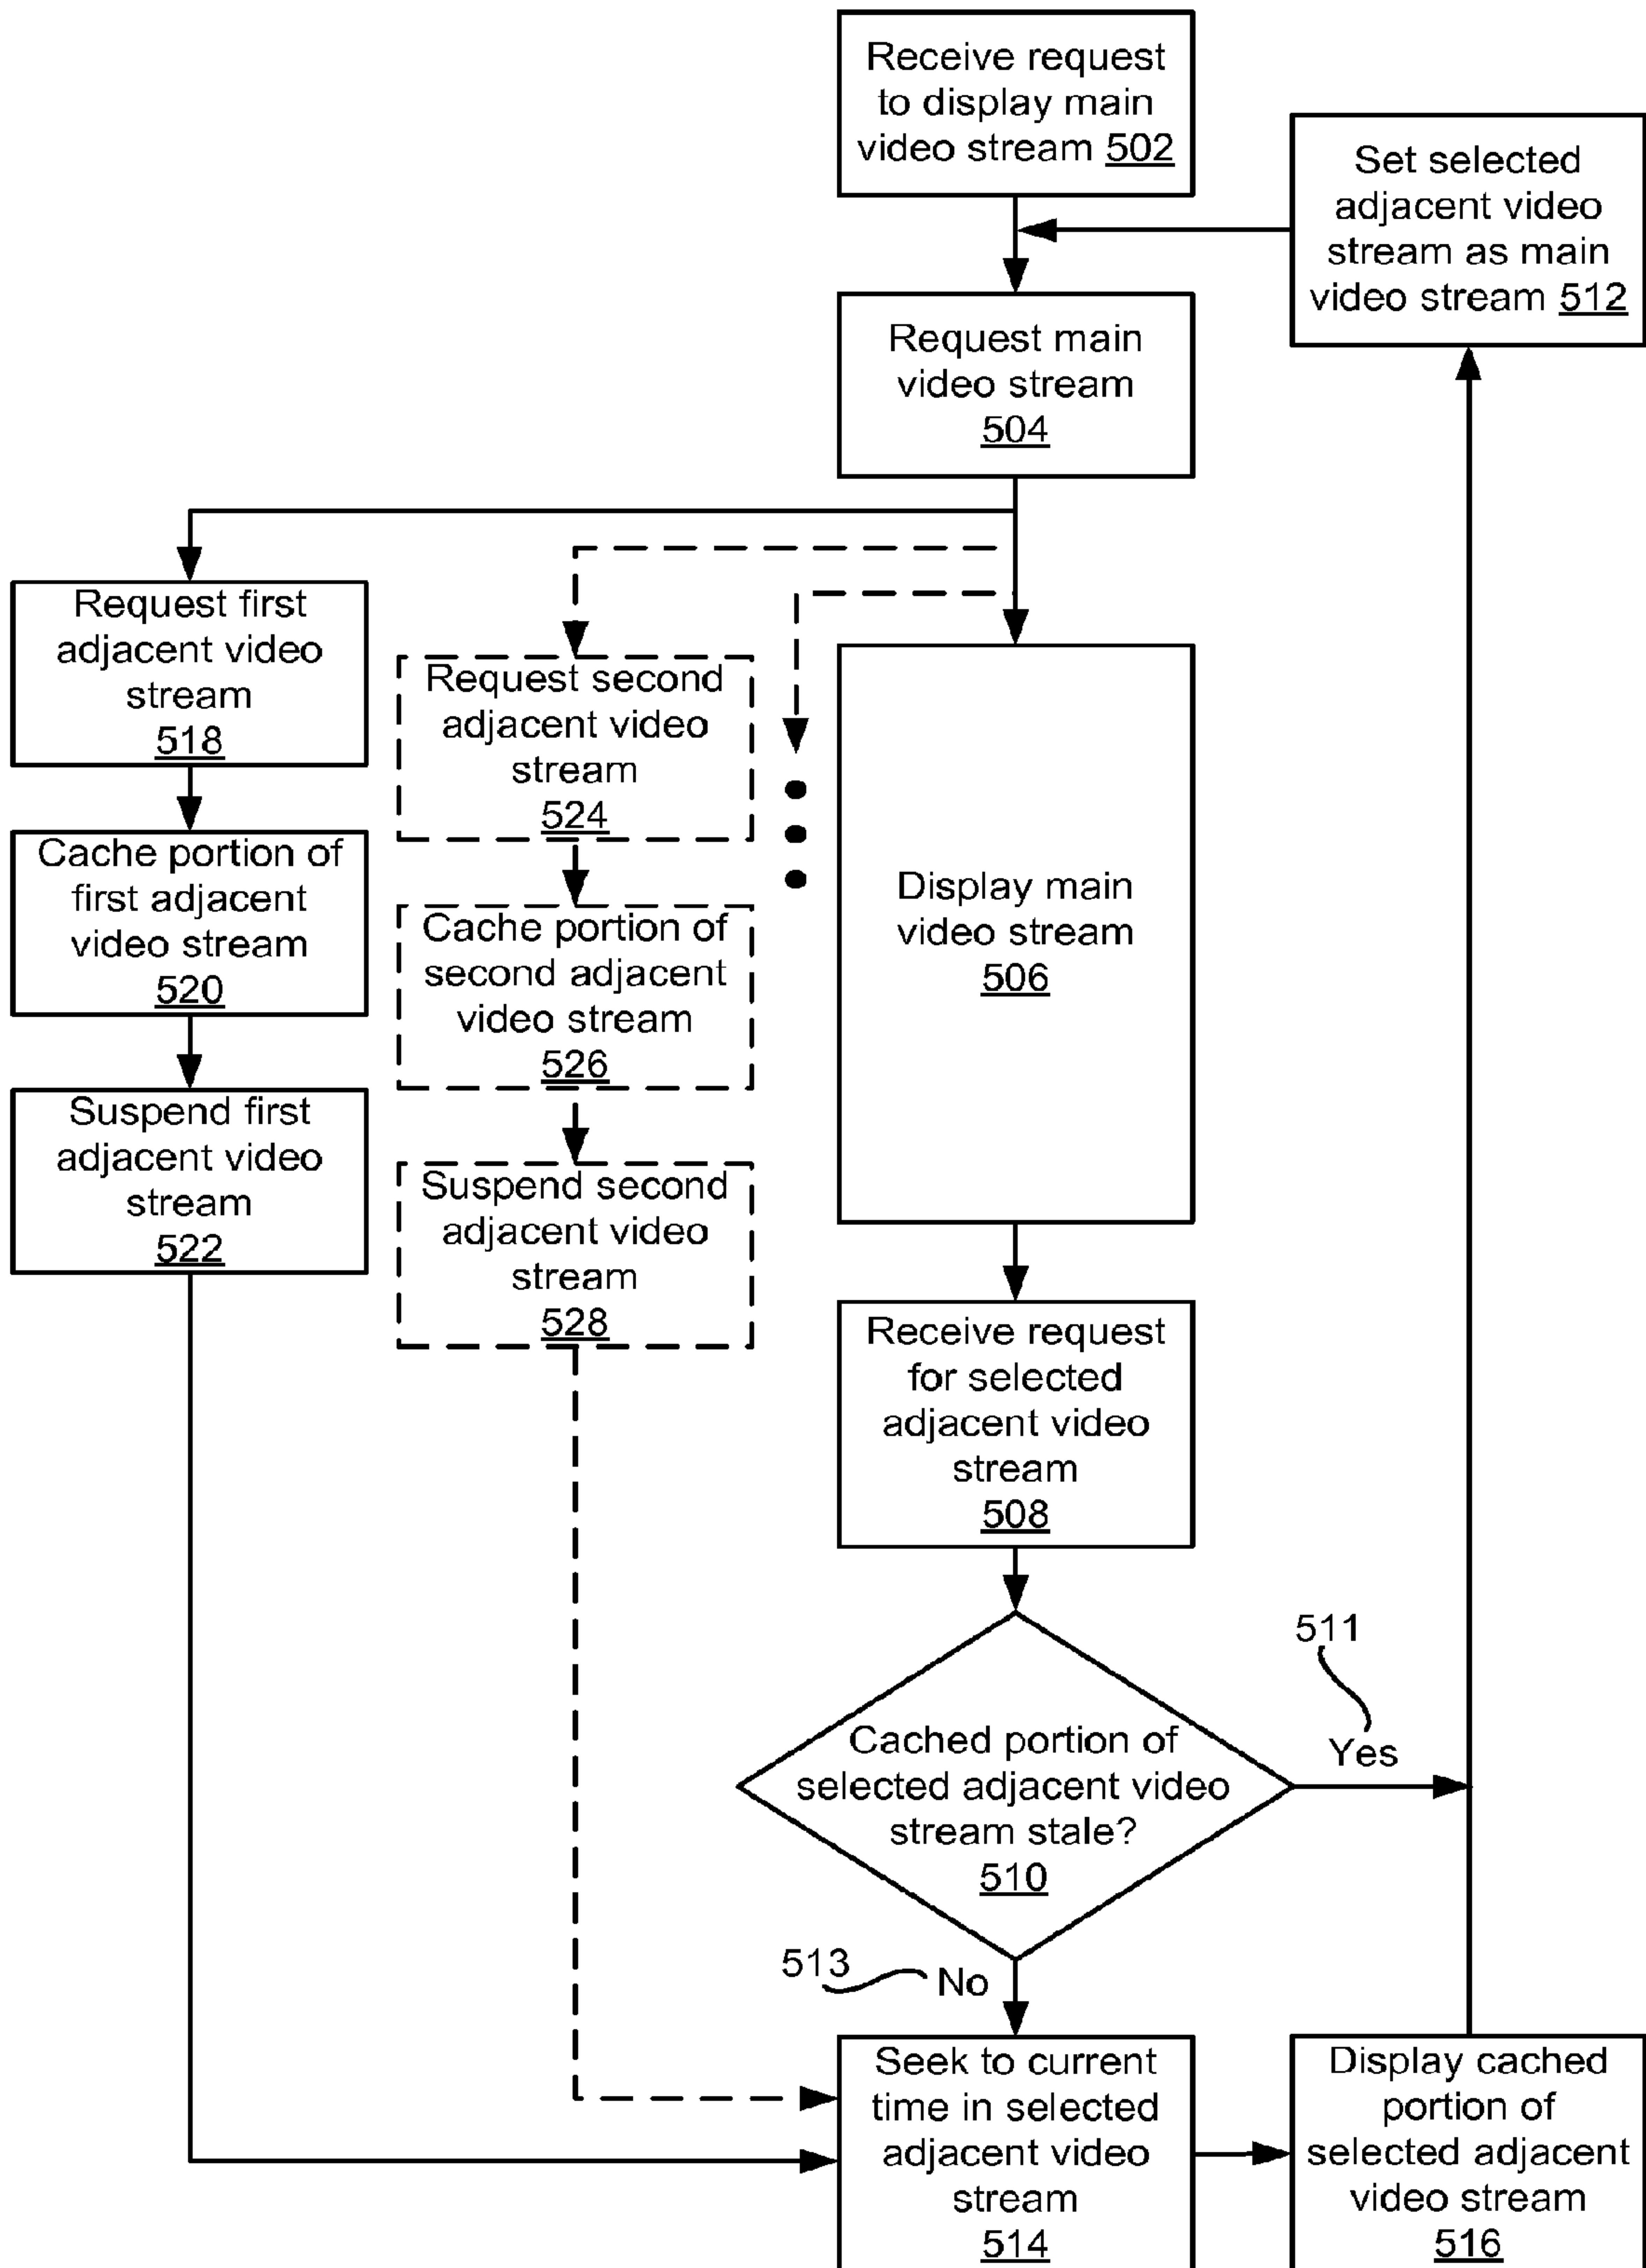 Receive request
to display main
video stream 502
Set selected
adjacent video
stream as main
video stream 512
Request main
video stream
504
Request first
adjacent video
stream
518
Request second
adjacent video
stream
524
Cache portion of
first adjacent
video stream
520
Cache portion of
second adjacent
video stream
526
Display main
video stream
506
Suspend first
adjacent video
stream
522
Suspend second
adjacent video
stream
528
Receive request
for selected
adjacent video
stream
508
Cached portion of
selected adjacent video
stream stale?
510
511
Yes
513
No
Seek to current
time in selected
adjacent video
stream
514
Display cached
portion of
selected adjacent
video stream
516